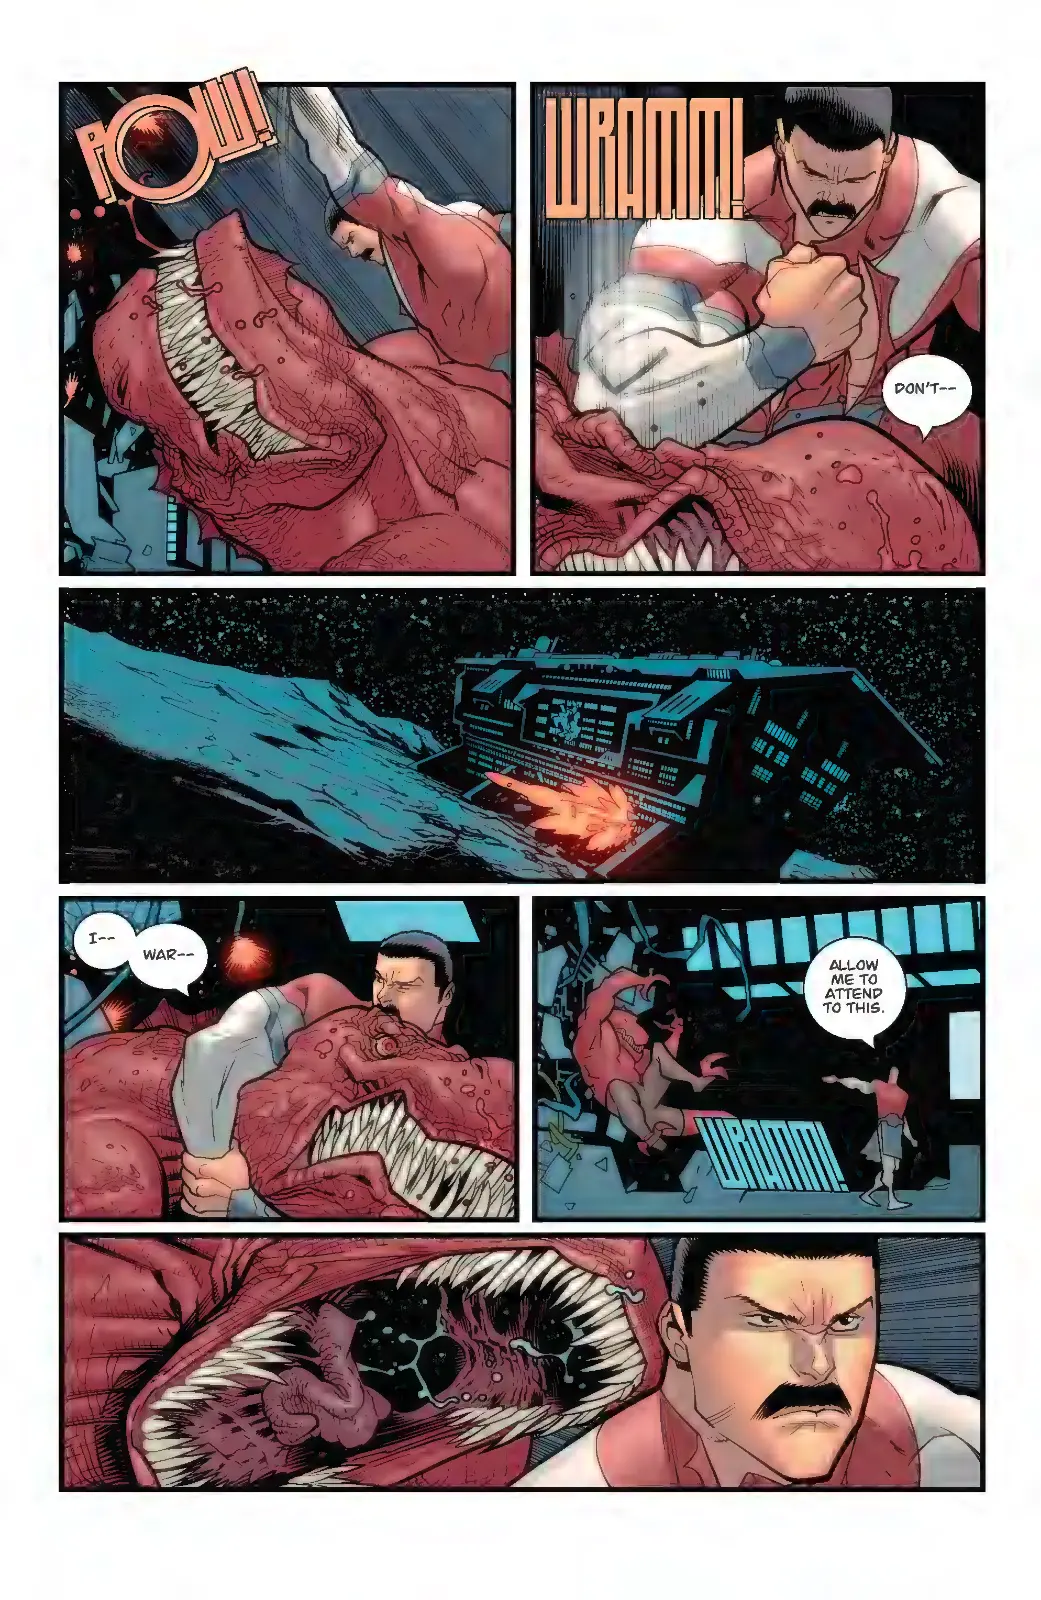 POW!
WRAMM!
DON'T--
I--
WAR--
ALLOW
ME TO
ATTEND
TO THIS.
WRAMM!